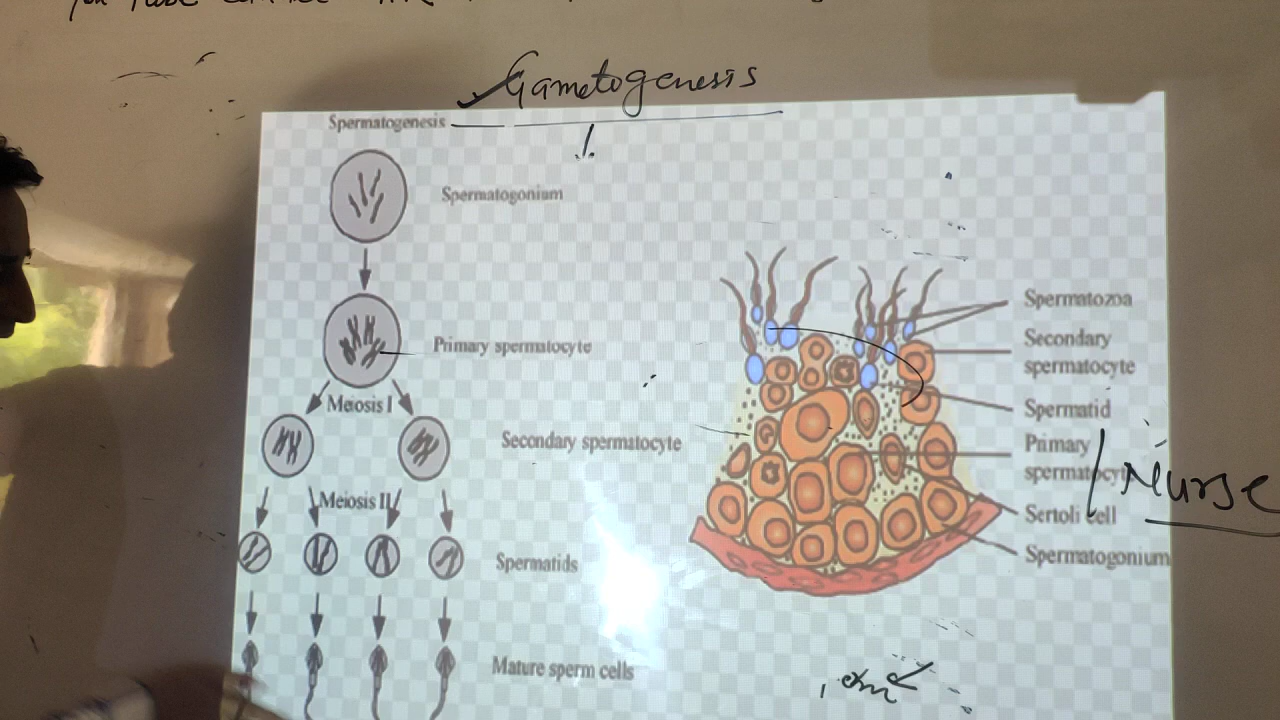 Gametogenesis
Spermatogenesis
Spermatogonium
Primary spermatocyte
Meiosis I
Secondary spermatocyte
Meiosis II
Spermatids
Mature sperm cells
Spermatozoa
Secondary
spermatocyte
Spermatid
Primary
Sertoli cell
Spermatogonium
Nurse